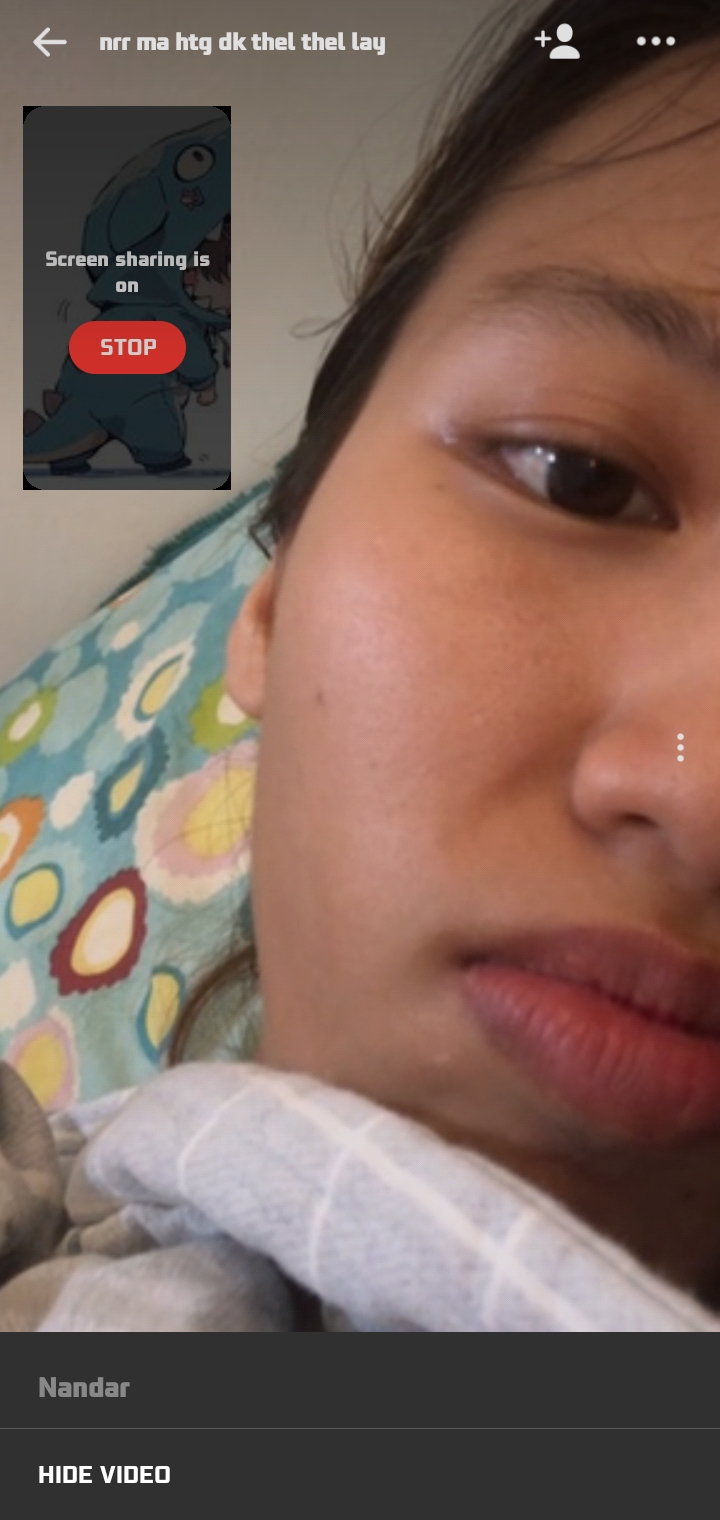 nrr ma htg dk thel thel lay
Screen sharing is
on
STOP
Nandar
HIDE VIDEO